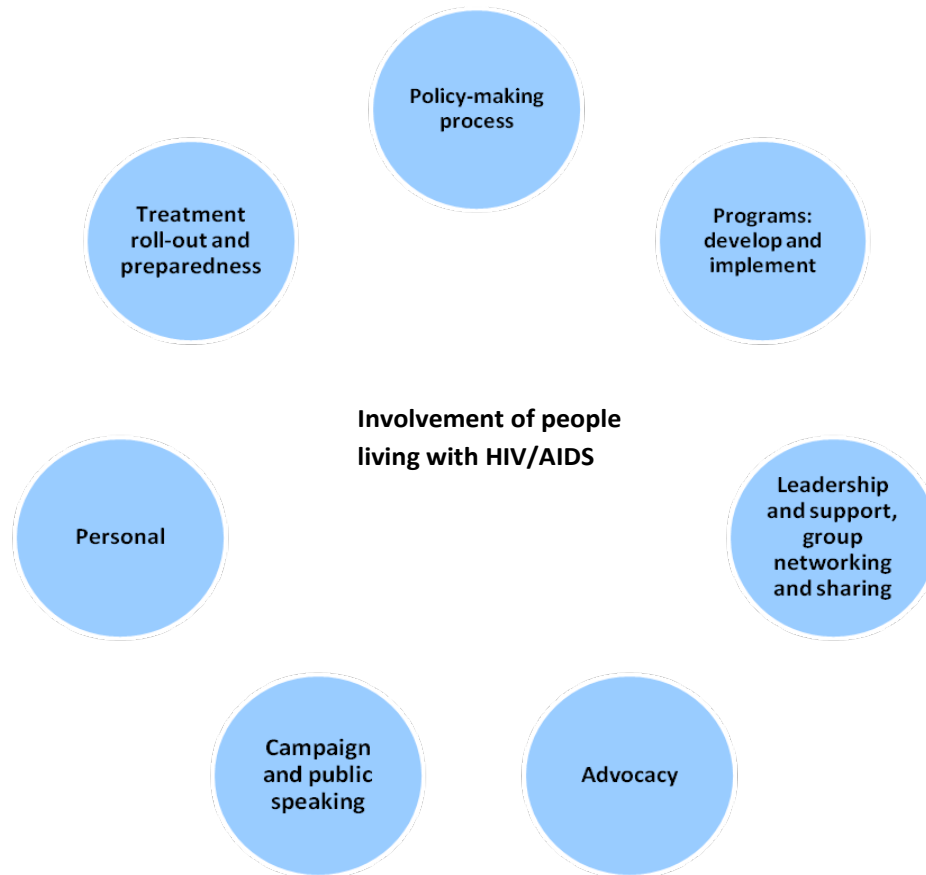 Policy-making
process
Treatment
roll-out and
preparedness
Programs:
develop and
implement
Involvement of people
living with HIV/AIDS
Personal
Leadership
and support,
group
networking
and sharing
Campaign
and public
speaking
Advocacy